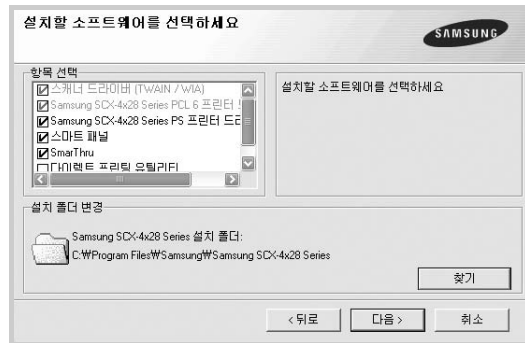 설치할 소프트웨어를 선택하세요
SAMSUNG
항목 선택
스캐너 드라이버 (TWAIN / WIA)
Samsung SCX-4x28 Series PCL 6 프린터
Samsung SCX-4x28 Series PS 프린터
스마트 패널
SmarThru
다이렉트 프린팅 유틸리티
설치할 소프트웨어를 선택하세요
설치 폴더 변경
Samsung SCX-4x28 Series 설치 폴더:
C:₩Program Files₩Samsung₩Samsung SCX-4x28 Series
찾기
< 뒤로
다음 >
취소